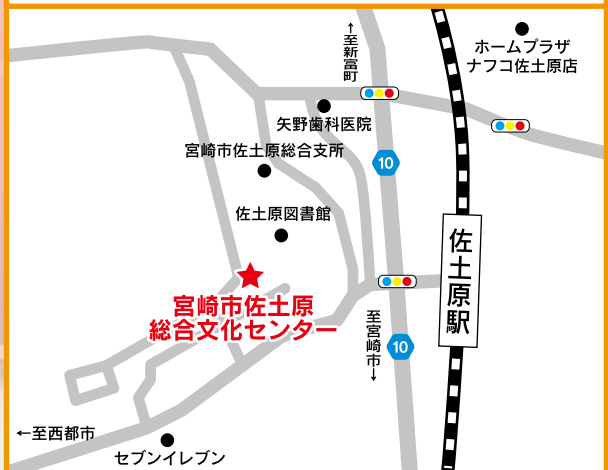 ←至新富町
ホームプラザ
ナフコ佐土原店
矢野歯科医院
宮崎市佐土原総合支所
10
佐土原図書館
佐土原駅
宮崎市佐土原
総合文化センター
至宮崎市→
10
←至西都市
セブンイレブン